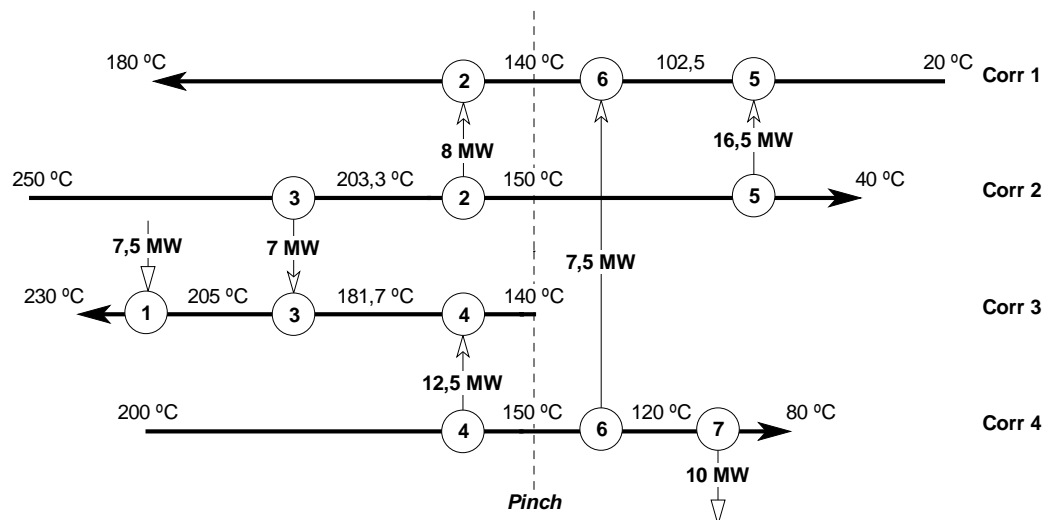 180 ºC 2 140 ºC 6 102,5 5 20 ºC Corr 1
8 MW 16,5 MW
250 ºC 3 203,3 ºC 2 150 ºC 5 40 ºC Corr 2
7,5 MW 7 MW 7,5 MW
230 ºC 1 205 ºC 3 181,7 ºC 4 140 ºC Corr 3
12,5 MW
200 ºC 4 150 ºC 6 120 ºC 7 80 ºC Corr 4
10 MW
Pinch